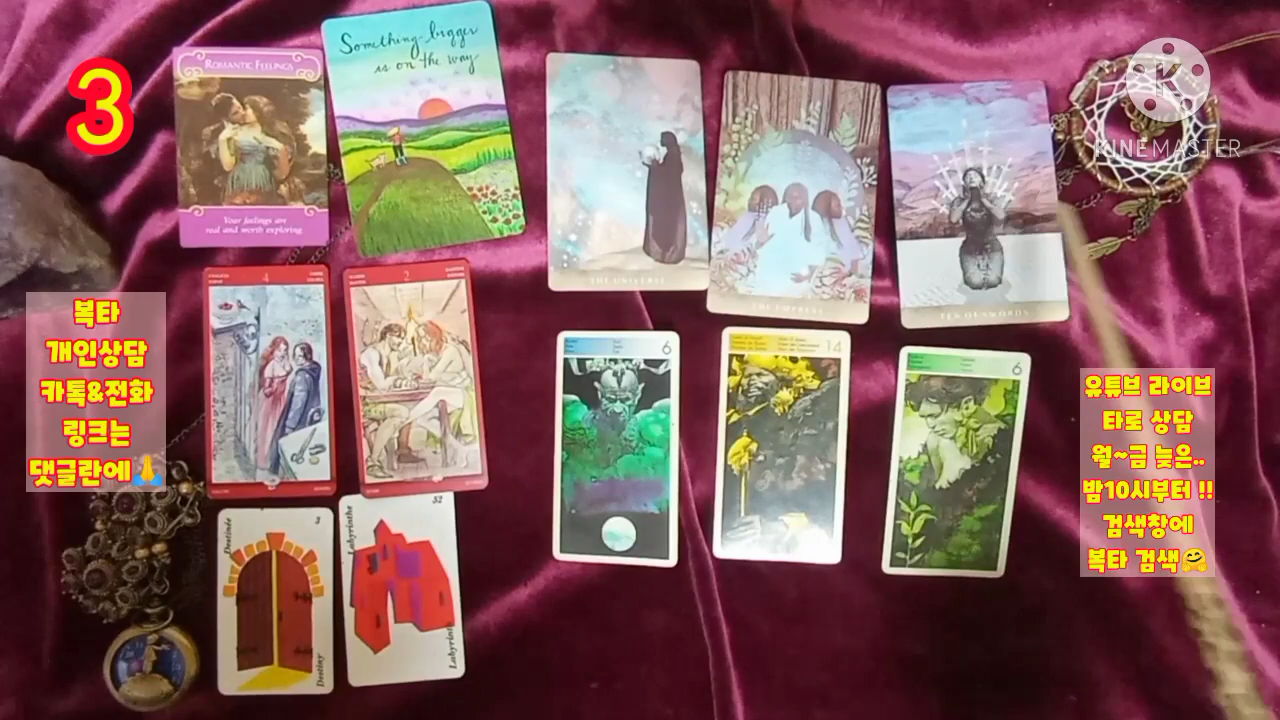 3
ROMANTIC FEELINGS
Your feelings are
real and worth exploring.
Something bigger
is on the way
THE UNIVERSE
THE EMPRESS
TEN OF SWORDS
K
KINEMASTER
복타
개인상담
카톡&전화
링크는
댓글란에🙏
4
2
6
14
6
유튜브 라이브
타로 상담
월~금 늦은..
밤10시부터 !!
검색창에
복타 검색🤗
Destinée
3
Destiny
Labyrinthe
52
Labyrinth